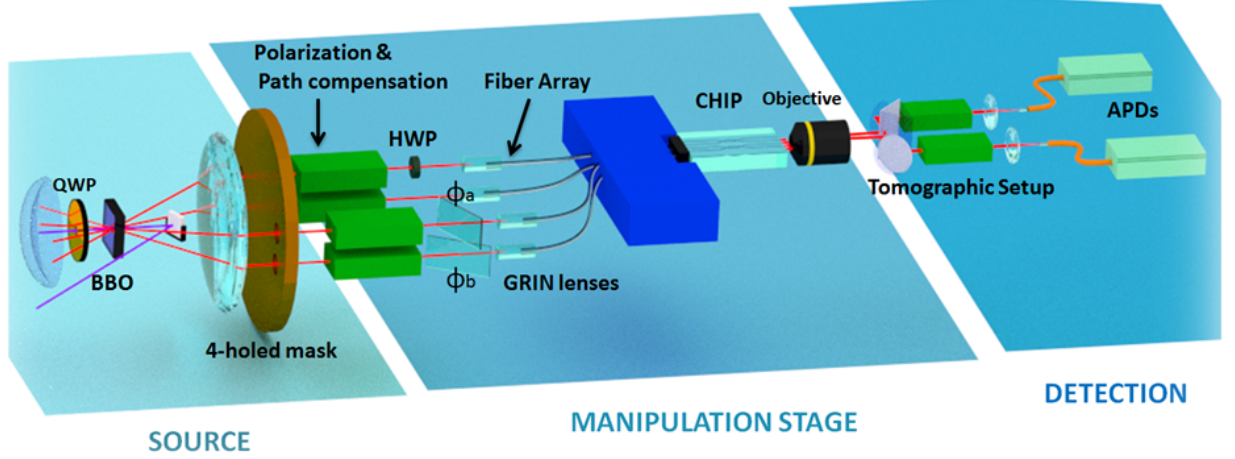 Polarization &
Path compensation
Fiber Array
HWP
CHIP
Objective
APDs
QWP
ϕa
Tomographic Setup
BBO
ϕb
GRIN lenses
4-holed mask
SOURCE
MANIPULATION STAGE
DETECTION